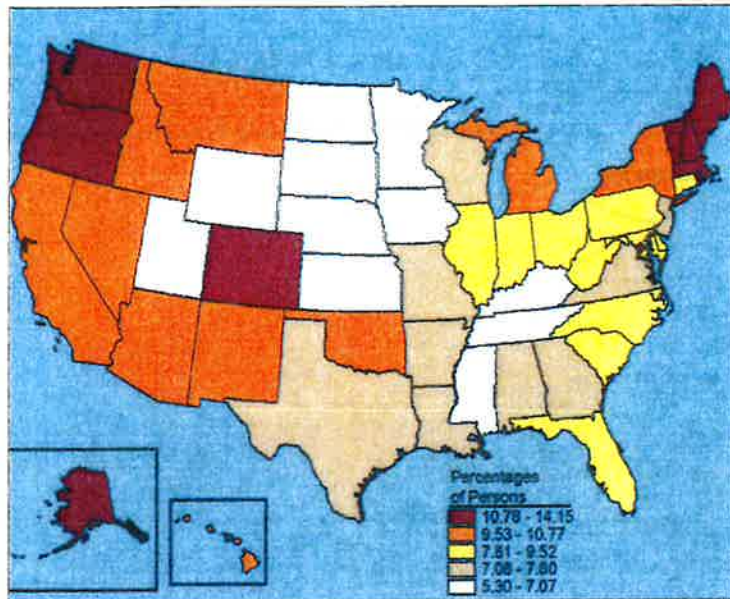 Percentages
of Persons
10.78 - 14.15
9.53 - 10.77
7.81 - 9.52
7.08 - 7.80
5.30 - 7.07